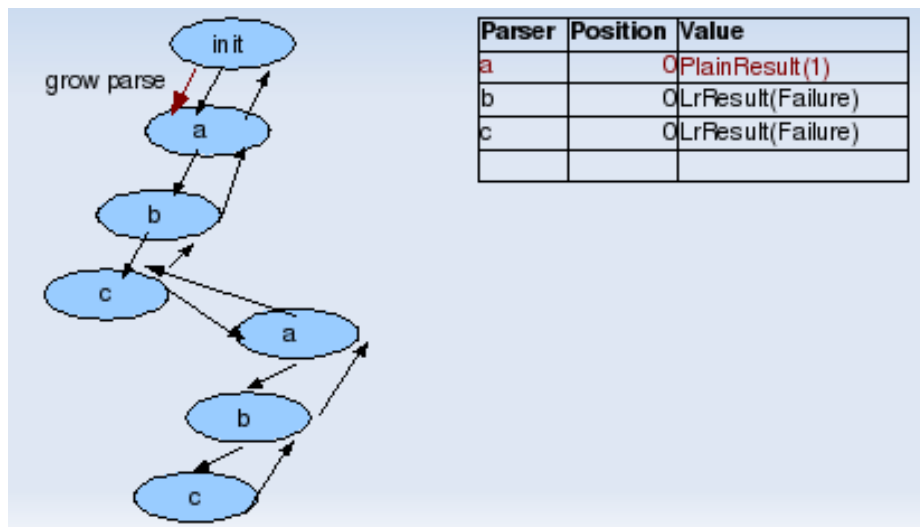 init
grow parse
a
b
c
a
b
c
Parser Position Value
a 0 PlainResult(1)
b 0 LrResult(Failure)
c 0 LrResult(Failure)